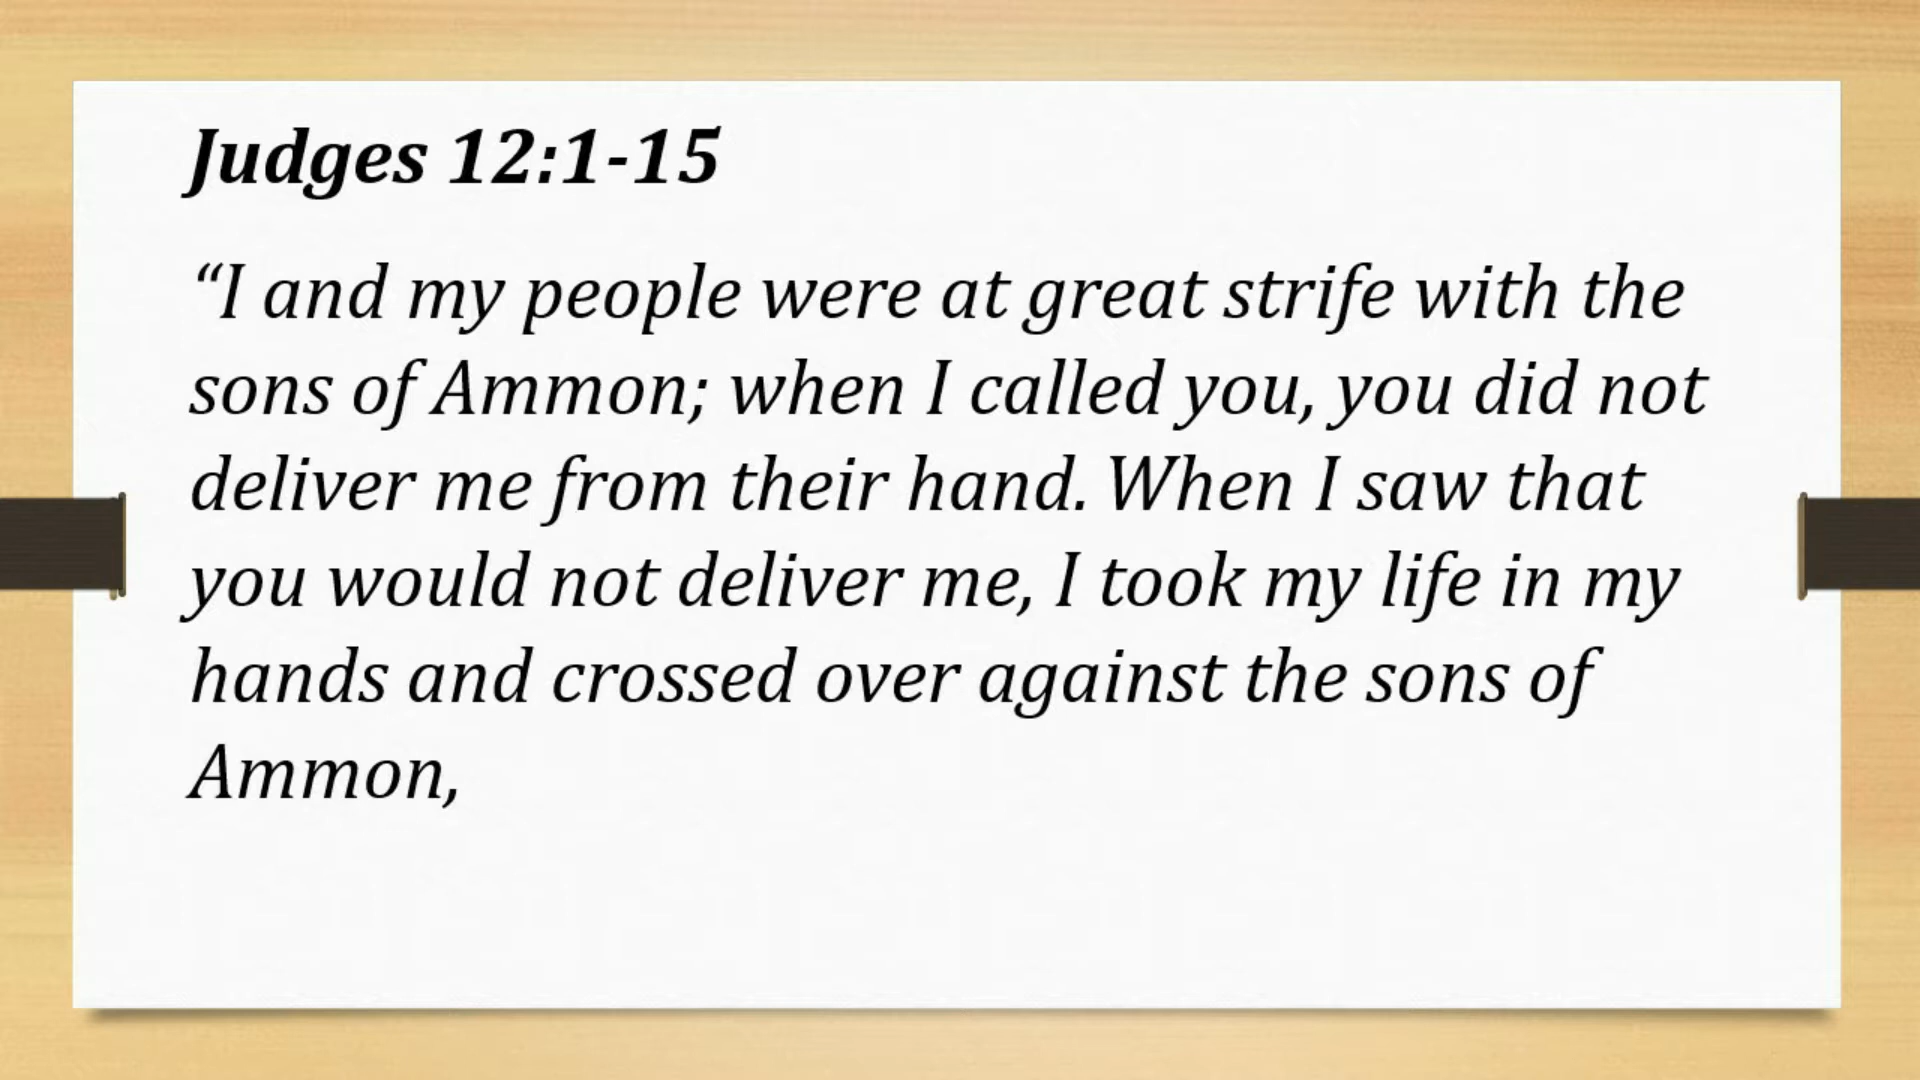 Judges 12:1-15
“I and my people were at great strife with the
sons of Ammon; when I called you, you did not
deliver me from their hand. When I saw that
you would not deliver me, I took my life in my
hands and crossed over against the sons of
Ammon,